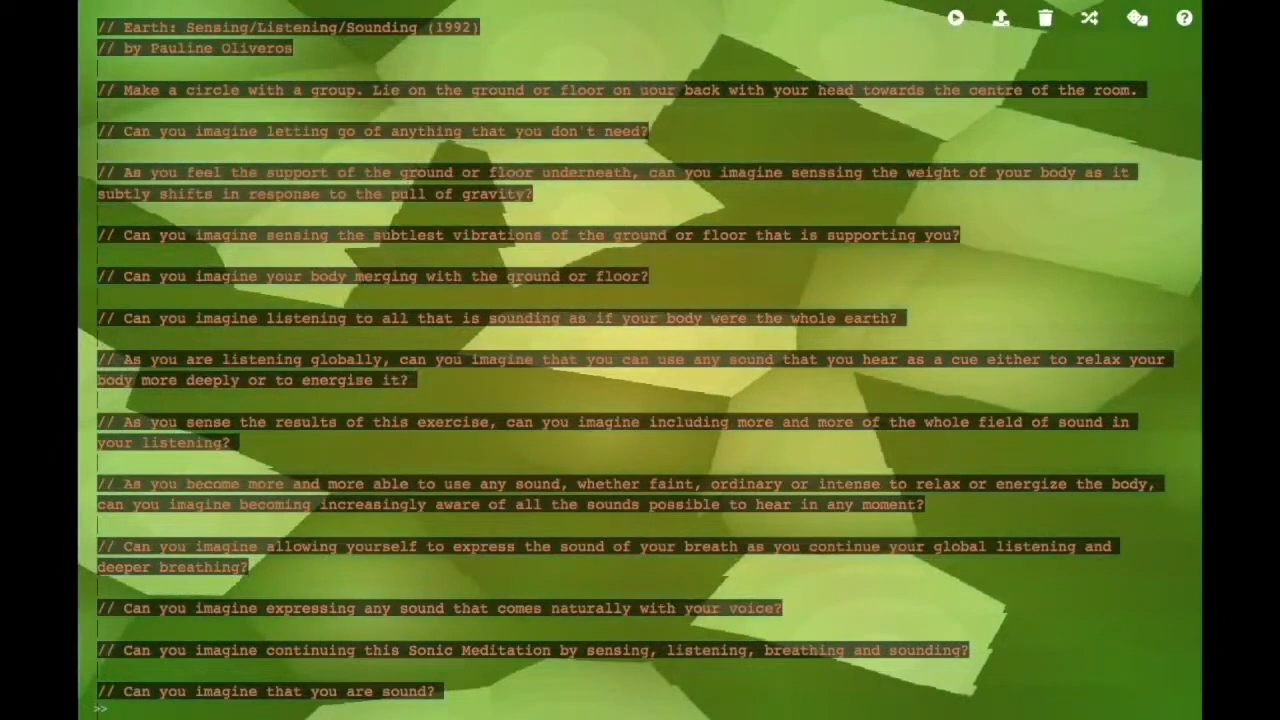 // Earth: Sensing/Listening/Sounding (1992)
// by Pauline Oliveros
// Make a circle with a group. Lie on the ground or floor on uour back with your head towards the centre of the room.
// Can you imagine letting go of anything that you don't need?
// As you feel the support of the ground or floor underneath, can you imagine senssing the weight of your body as it
subtly shifts in response to the pull of gravity?
// Can you imagine sensing the subtlest vibrations of the ground or floor that is supporting you?
// Can you imagine your body merging with the ground or floor?
// Can you imagine listening to all that is sounding as if your body were the whole earth?
// As you are listening globally, can you imagine that you can use any sound that you hear as a cue either to relax your
body more deeply or to energise it?
// As you sense the results of this exercise, can you imagine including more and more of the whole field of sound in
your listening?
// As you become more and more able to use any sound, whether faint, ordinary or intense to relax or energize the body,
can you imagine becoming increasingly aware of all the sounds possible to hear in any moment?
// Can you imagine allowing yourself to express the sound of your breath as you continue your global listening and
deeper breathing?
// Can you imagine expressing any sound that comes naturally with your voice?
// Can you imagine continuing this Sonic Meditation by sensing, listening, breathing and sounding?
// Can you imagine that you are sound?
>>